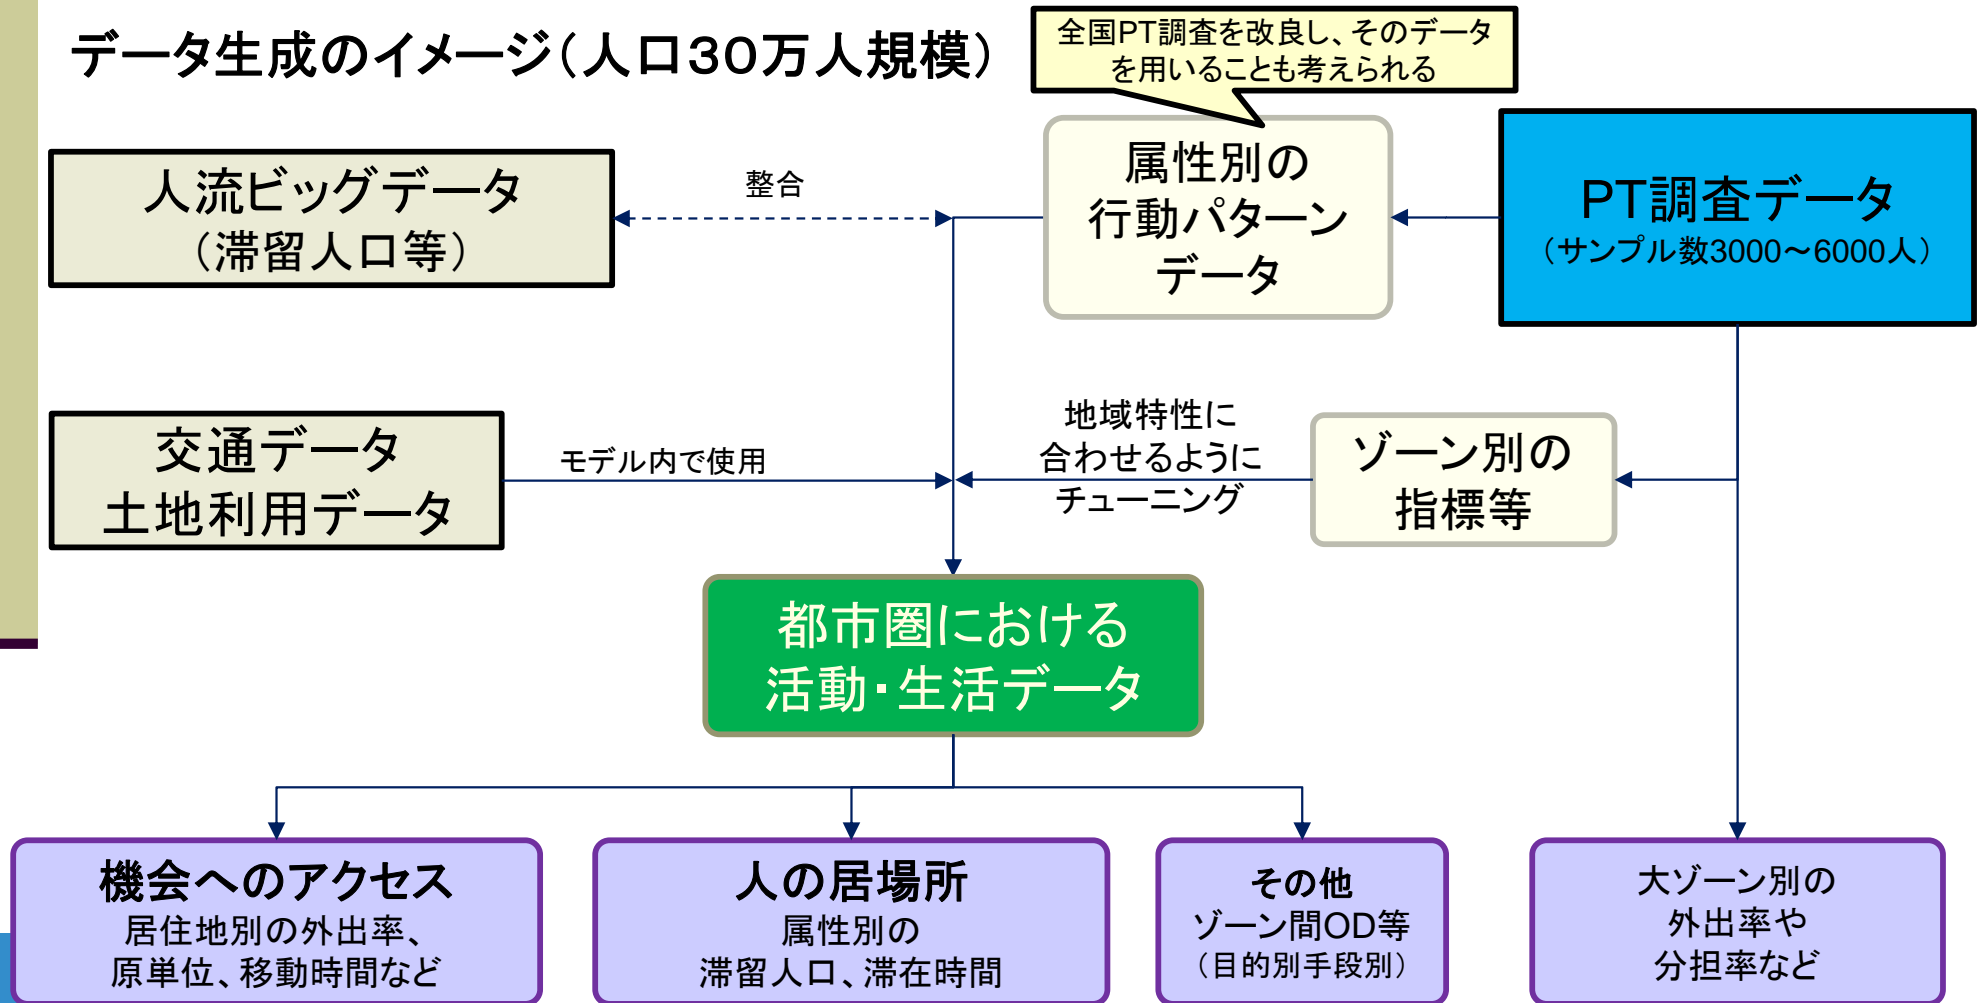 データ生成のイメージ（人口３０万人規模）
全国PT調査を改良し、そのデータ
を用いることも考えられる
人流ビッグデータ
（滞留人口等）
整合
属性別の
行動パターン
データ
PT調査データ
（サンプル数3000～6000人）
交通データ
土地利用データ
モデル内で使用
地域特性に
合わせるように
チューニング
ゾーン別の
指標等
都市圏における
活動・生活データ
機会へのアクセス
居住地別の外出率、
原単位、移動時間など
人の居場所
属性別の
滞留人口、滞在時間
その他
ゾーン間OD等
（目的別手段別）
大ゾーン別の
外出率や
分担率など